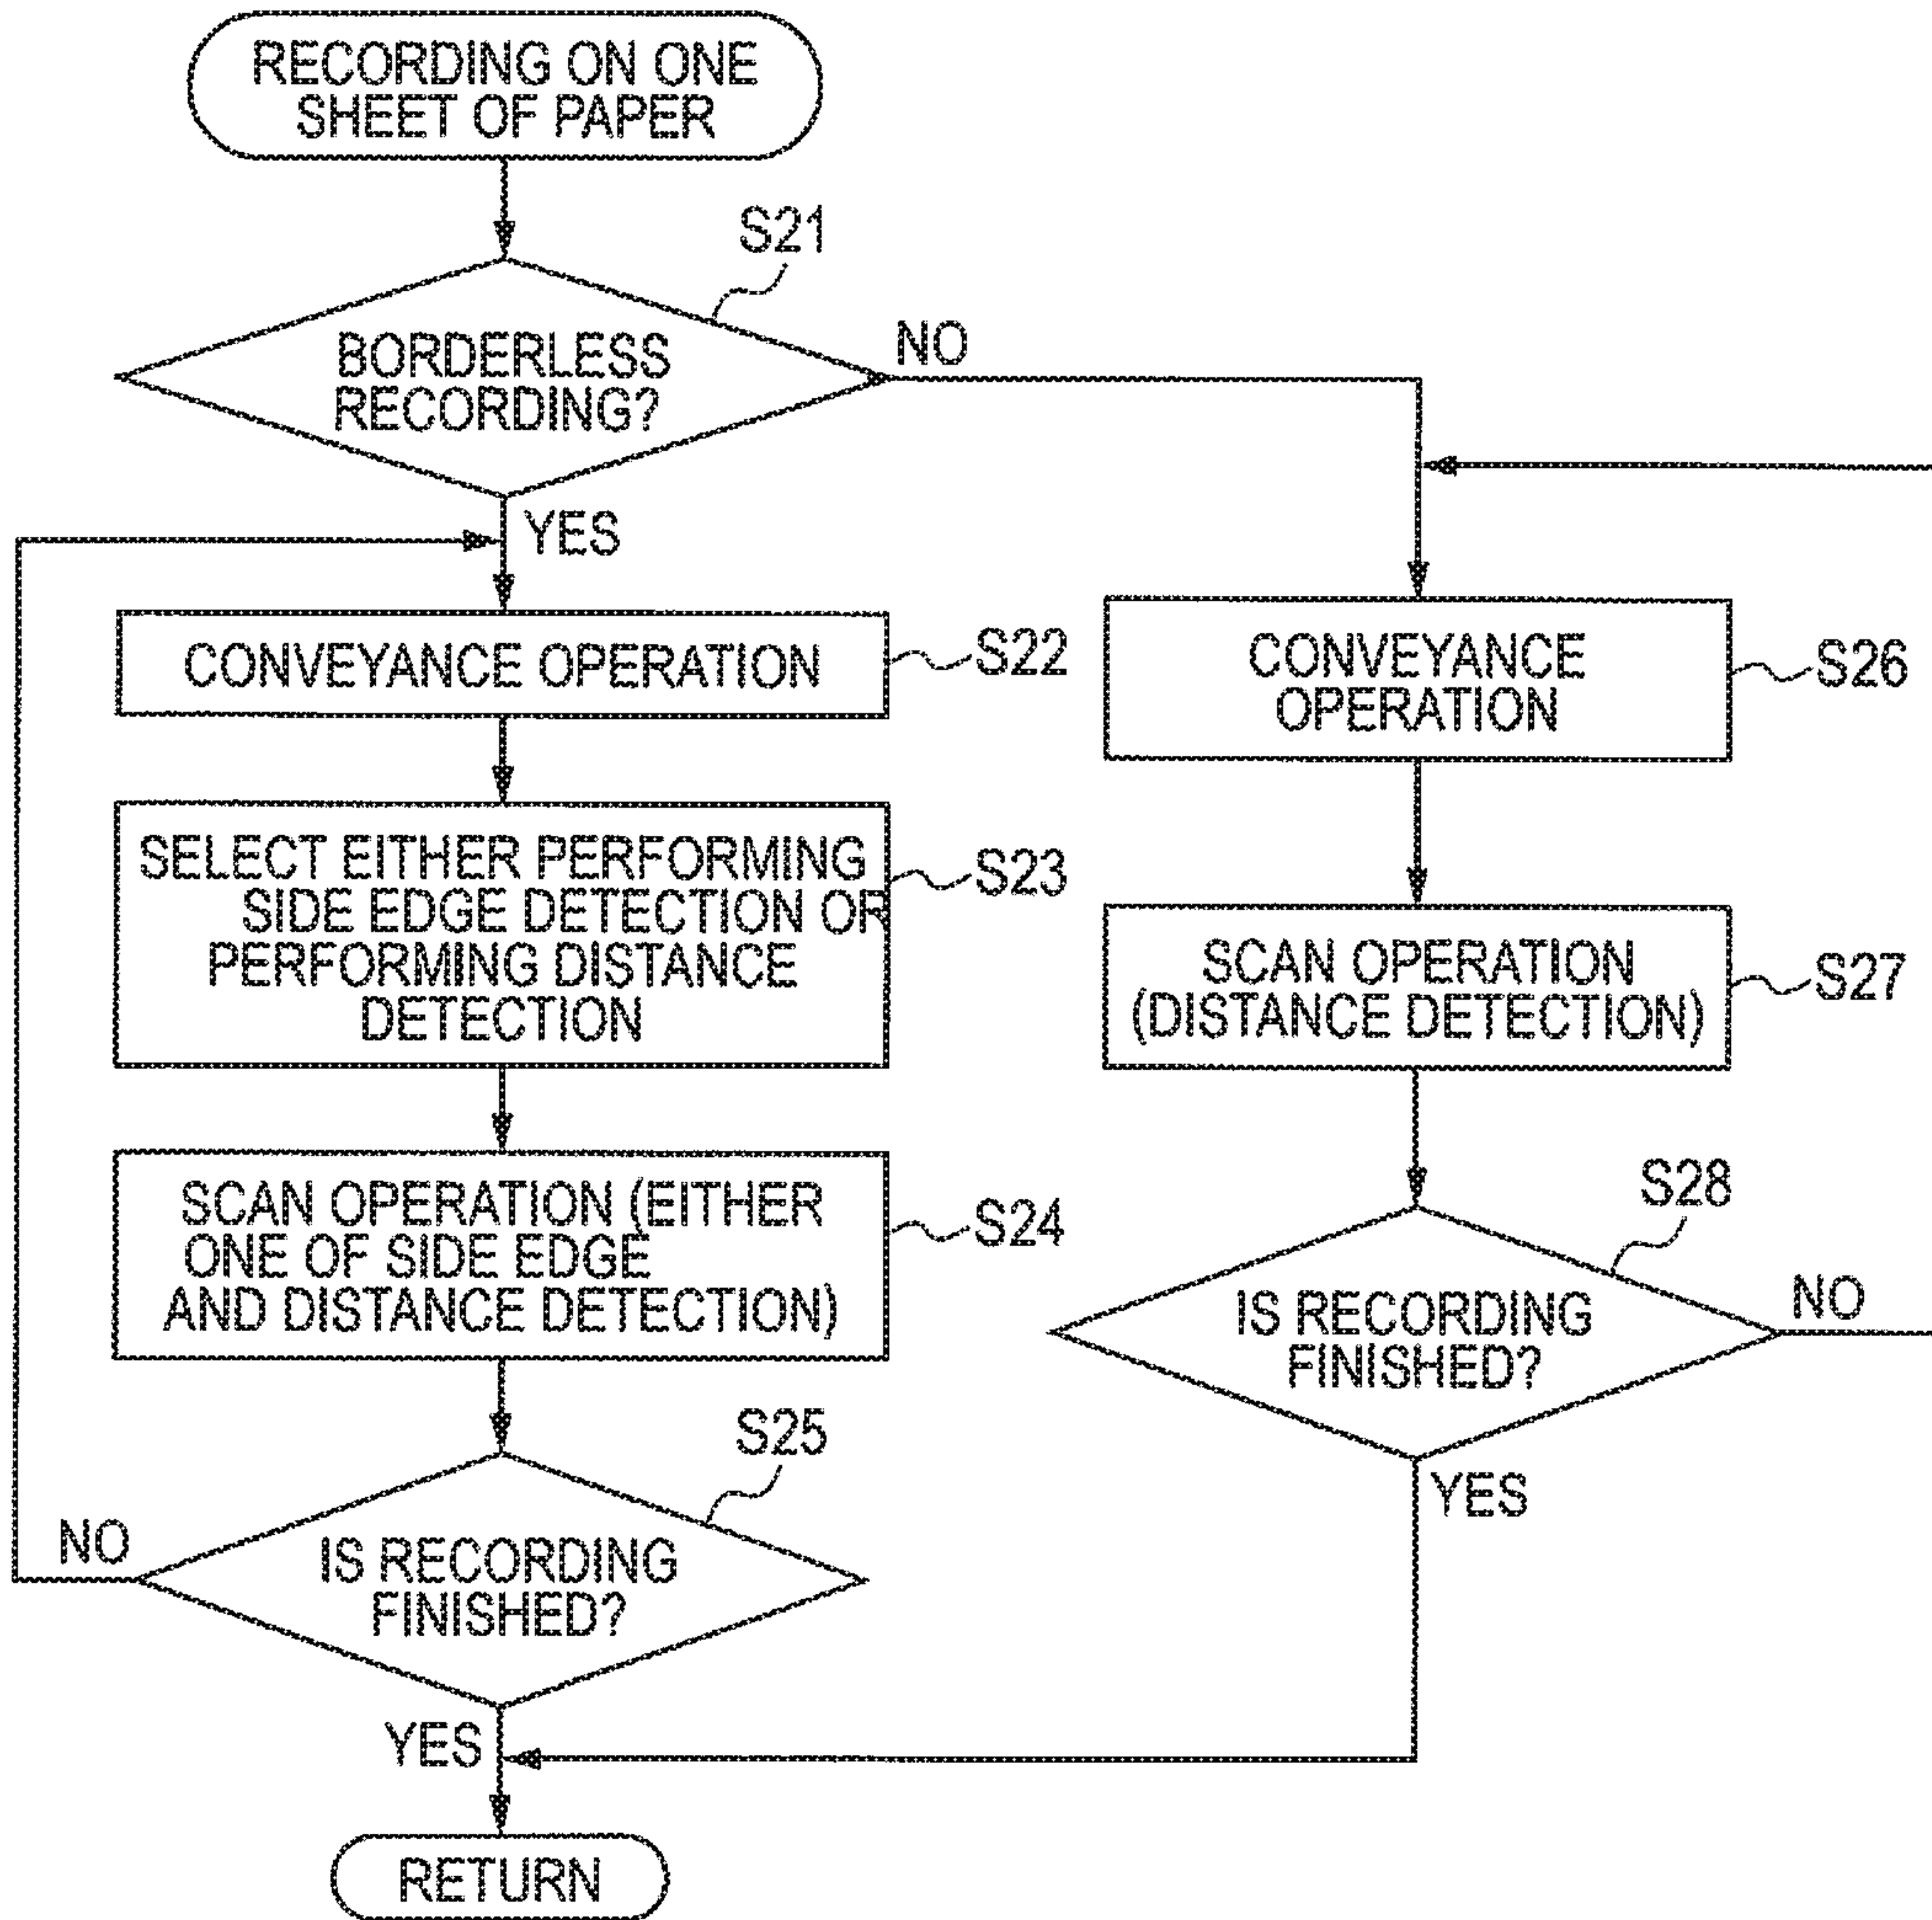 RECORDING ON ONE
SHEET OF PAPER
S21
BORDERLESS
RECORDING?
NO
YES
CONVEYANCE OPERATION
S22
SELECT EITHER PERFORMING
SIDE EDGE DETECTION OR
PERFORMING DISTANCE
DETECTION
S23
SCAN OPERATION (EITHER
ONE OF SIDE EDGE
AND DISTANCE DETECTION)
S24
S25
IS RECORDING
FINISHED?
NO
YES
CONVEYANCE
OPERATION
S26
SCAN OPERATION
(DISTANCE DETECTION)
S27
S28
IS RECORDING
FINISHED?
NO
YES
RETURN